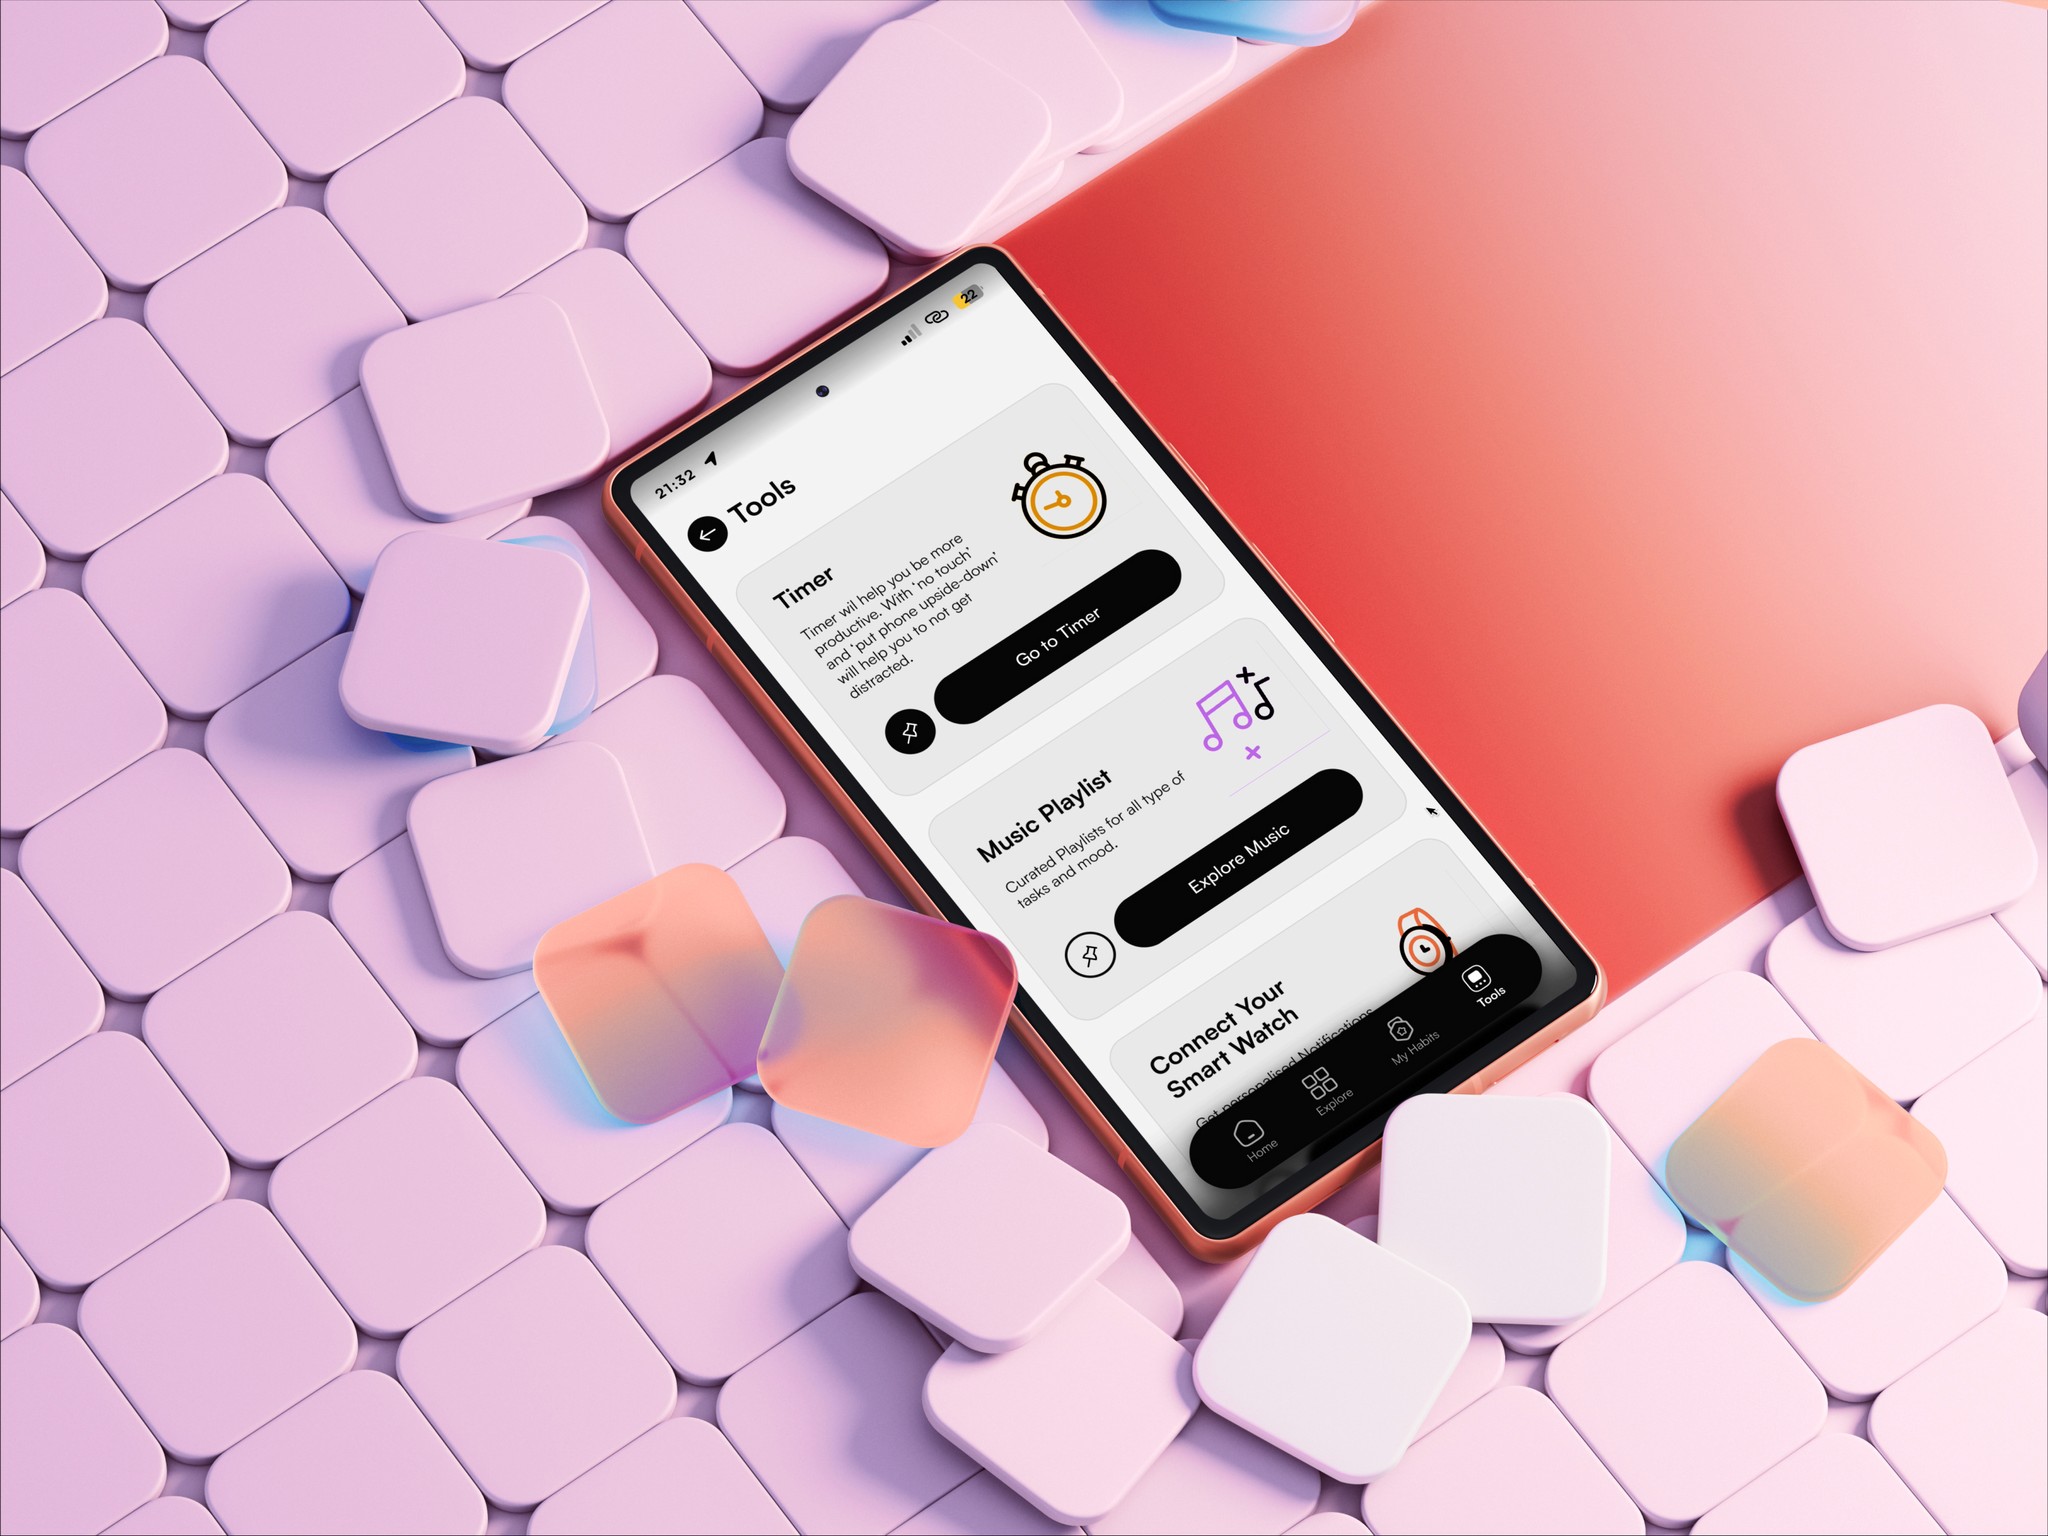 21:32
22
Tools
Timer
Timer wil help you be more
productive. With 'no touch'
and 'put phone upside-down'
will help you to not get
distracted.
Go to Timer
Music Playlist
Curated Playlists for all type of
tasks and mood.
Explore Music
Connect Your
Smart Watch
Get personalised Notifications
Home
Explore
My Habits
Tools